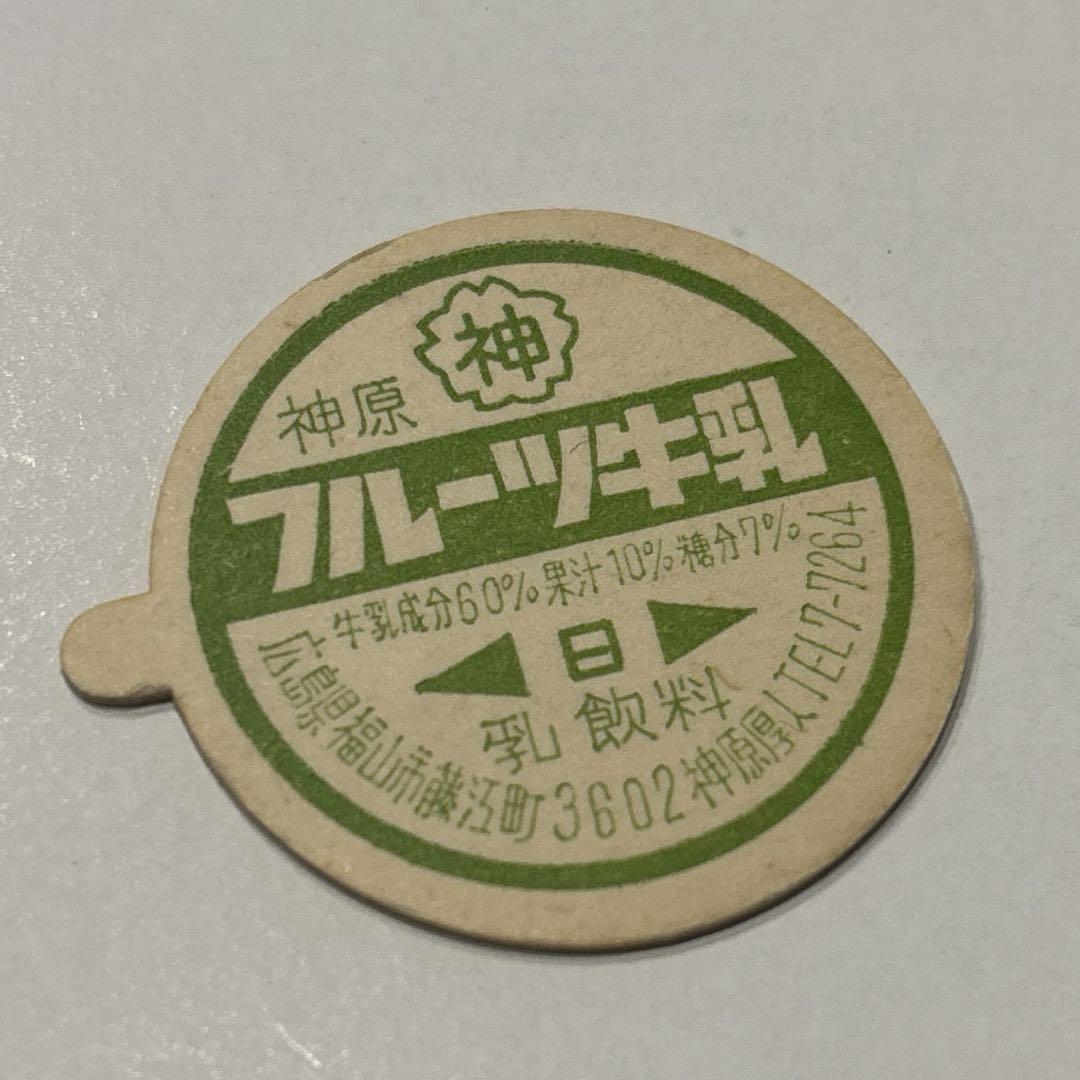 神
神原
フルーツ牛乳
牛乳成分60%果汁10%糖分7%
日
乳飲料
広島県福山市藤江町3602神原厚人TEL7-7264